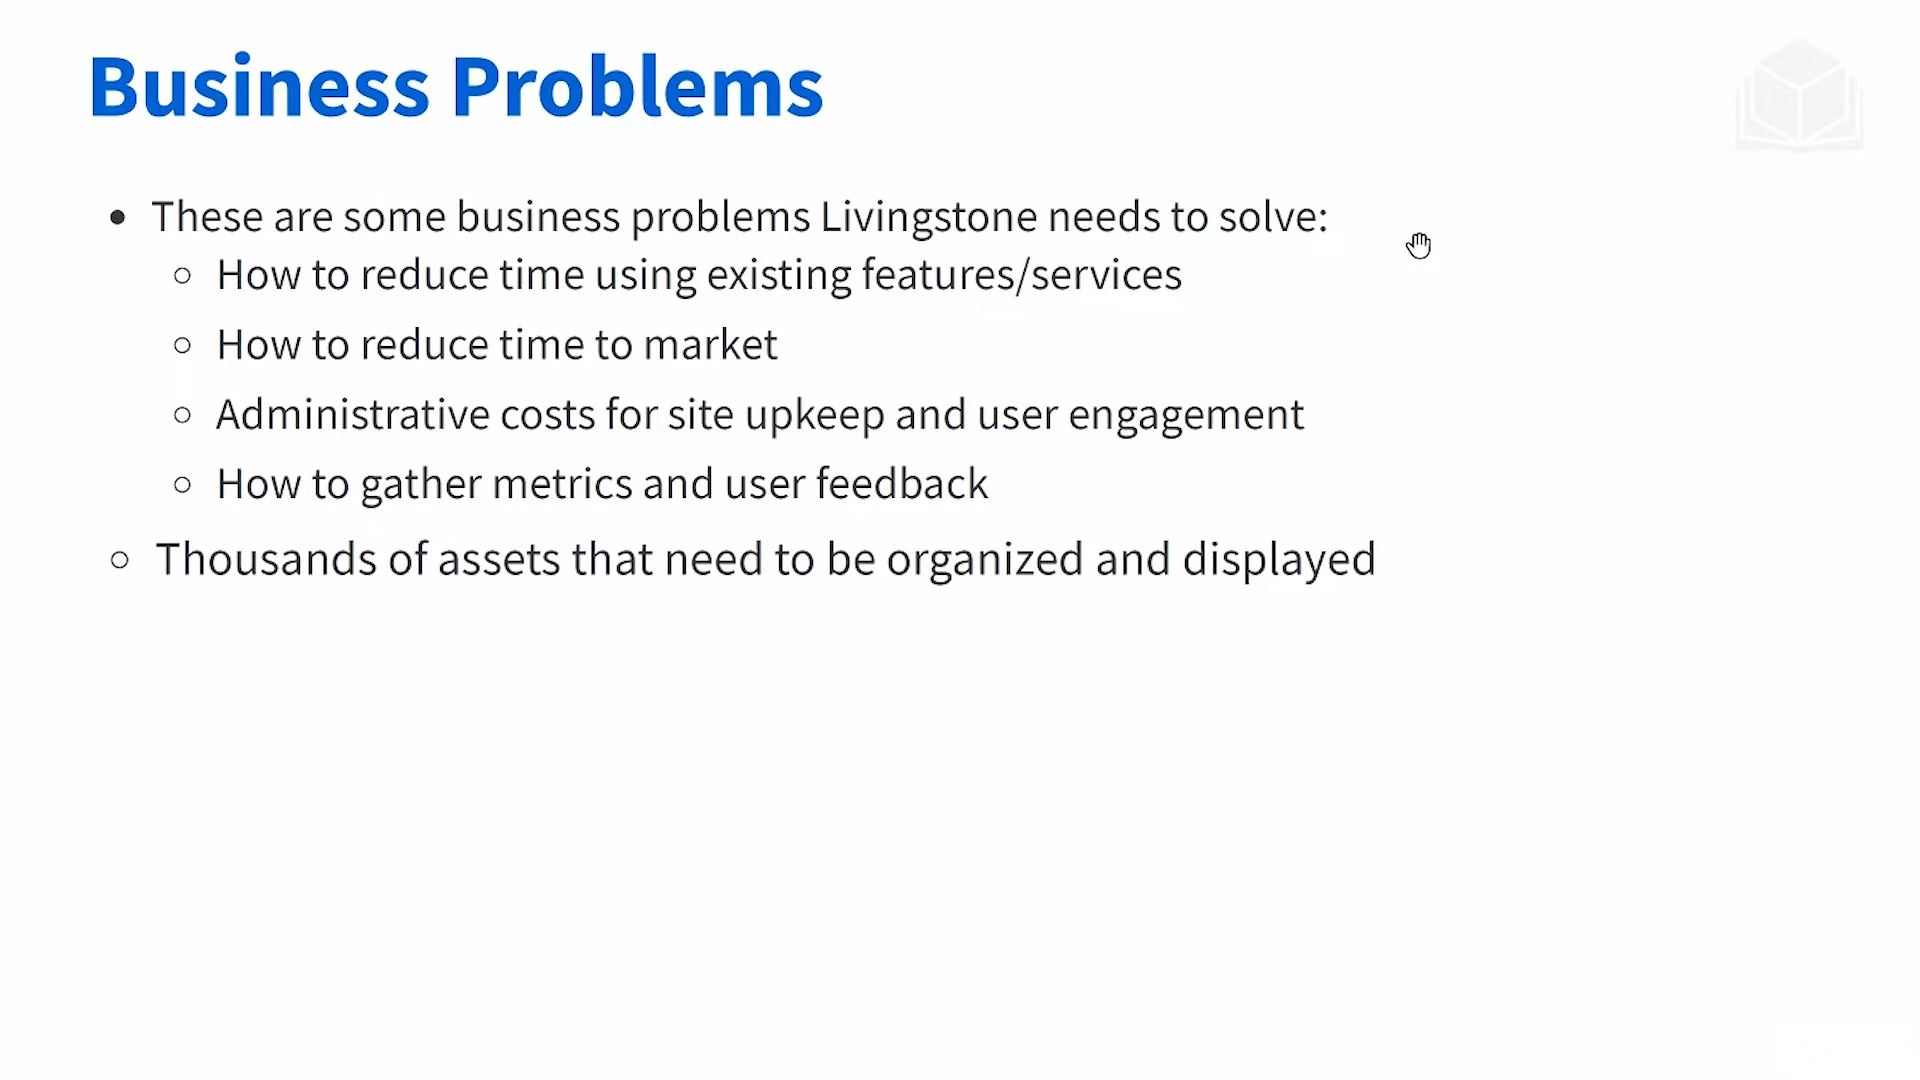 Business Problems
• These are some business problems Livingstone needs to solve:
○ How to reduce time using existing features/services
○ How to reduce time to market
○ Administrative costs for site upkeep and user engagement
○ How to gather metrics and user feedback
○ Thousands of assets that need to be organized and displayed